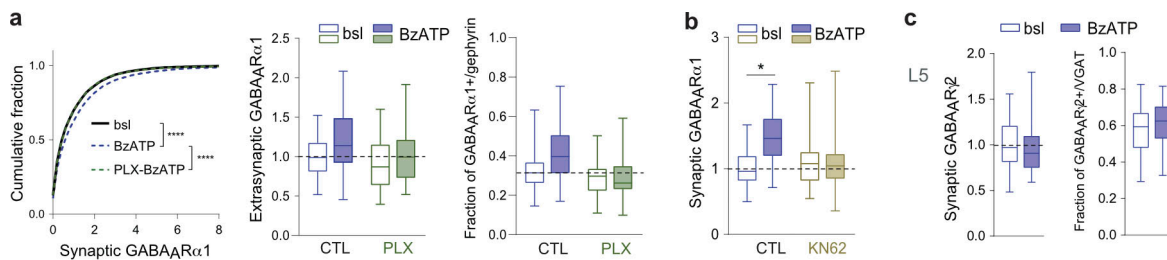 a
Cumulative fraction
1.0
0.5
0.0
0 2 4 6 8
Synaptic GABAARα1
bsl
BzATP
PLX-BzATP
****
****
Extrasynaptic GABAARα1
2.5
2.0
1.5
1.0
0.5
0.0
bsl BzATP
CTL PLX
Fraction of GABAARα1+/gephyrin
1.0
0.8
0.6
0.4
0.2
0.0
bsl BzATP
CTL PLX
b
Synaptic GABAARα1
3
2
1
0
bsl BzATP
*
CTL KN62
c
L5
bsl BzATP
Synaptic GABAARγ2
2.0
1.5
1.0
0.5
0.0
Fraction of GABAARγ2+/VGAT
1.0
0.8
0.6
0.4
0.2
0.0